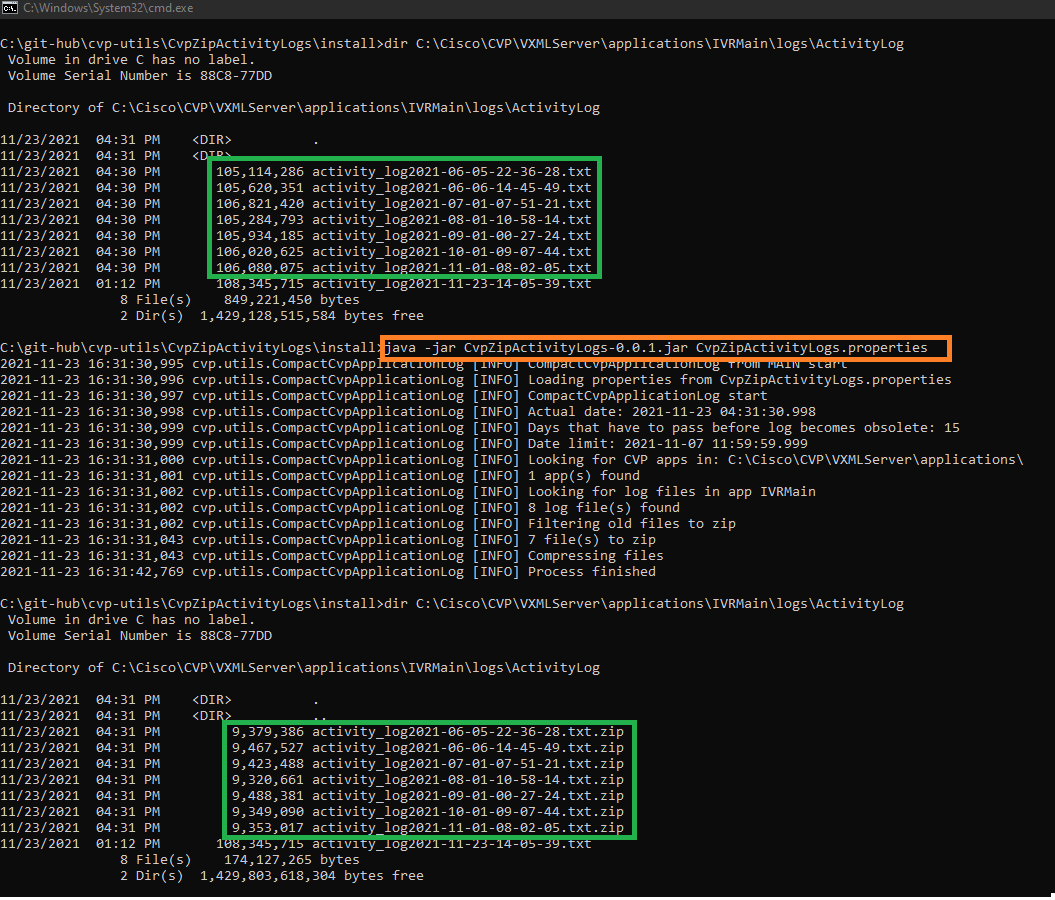 C:\Windows\System32\cmd.exe
C:\git-hub\cvp-utils\CvpZipActivityLogs\install>dir C:\Cisco\CVP\VXMLServer\applications\IVRMain\logs\ActivityLog
Volume in drive C has no label.
Volume Serial Number is 88C8-77DD
Directory of C:\Cisco\CVP\VXMLServer\applications\IVRMain\logs\ActivityLog
11/23/2021  04:31 PM    <DIR>          .
11/23/2021  04:31 PM    <DIR>
11/23/2021  04:30 PM       105,114,286 activity_log2021-06-05-22-36-28.txt
11/23/2021  04:30 PM       105,620,351 activity_log2021-06-06-14-45-49.txt
11/23/2021  04:30 PM       106,821,420 activity_log2021-07-01-07-51-21.txt
11/23/2021  04:30 PM       105,284,793 activity_log2021-08-01-10-58-14.txt
11/23/2021  04:30 PM       105,934,185 activity_log2021-09-01-00-27-24.txt
11/23/2021  04:30 PM       106,020,625 activity_log2021-10-01-09-07-44.txt
11/23/2021  04:30 PM       106,080,075 activity_log2021-11-01-08-02-05.txt
11/23/2021  01:12 PM       108,345,715 activity_log2021-11-23-14-05-39.txt
8 File(s)    849,221,450 bytes
2 Dir(s)  1,429,128,515,584 bytes free
C:\git-hub\cvp-utils\CvpZipActivityLogs\install>java -jar CvpZipActivityLogs-0.0.1.jar CvpZipActivityLogs.properties
2021-11-23 16:31:30,995 cvp.utils.CompactCvpApplicationLog [INFO] CompactCvpApplicationLog from MAIN start
2021-11-23 16:31:30,996 cvp.utils.CompactCvpApplicationLog [INFO] Loading properties from CvpZipActivityLogs.properties
2021-11-23 16:31:30,997 cvp.utils.CompactCvpApplicationLog [INFO] CompactCvpApplicationLog start
2021-11-23 16:31:30,998 cvp.utils.CompactCvpApplicationLog [INFO] Actual date: 2021-11-23 04:31:30.998
2021-11-23 16:31:30,999 cvp.utils.CompactCvpApplicationLog [INFO] Days that have to pass before log becomes obsolete: 15
2021-11-23 16:31:30,999 cvp.utils.CompactCvpApplicationLog [INFO] Date limit: 2021-11-07 11:59:59.999
2021-11-23 16:31:31,000 cvp.utils.CompactCvpApplicationLog [INFO] Looking for CVP apps in: C:\Cisco\CVP\VXMLServer\applications\
2021-11-23 16:31:31,001 cvp.utils.CompactCvpApplicationLog [INFO] 1 app(s) found
2021-11-23 16:31:31,002 cvp.utils.CompactCvpApplicationLog [INFO] Looking for log files in app IVRMain
2021-11-23 16:31:31,002 cvp.utils.CompactCvpApplicationLog [INFO] 8 log file(s) found
2021-11-23 16:31:31,002 cvp.utils.CompactCvpApplicationLog [INFO] Filtering old files to zip
2021-11-23 16:31:31,043 cvp.utils.CompactCvpApplicationLog [INFO] 7 file(s) to zip
2021-11-23 16:31:31,043 cvp.utils.CompactCvpApplicationLog [INFO] Compressing files
2021-11-23 16:31:42,769 cvp.utils.CompactCvpApplicationLog [INFO] Process finished
C:\git-hub\cvp-utils\CvpZipActivityLogs\install>dir C:\Cisco\CVP\VXMLServer\applications\IVRMain\logs\ActivityLog
Volume in drive C has no label.
Volume Serial Number is 88C8-77DD
Directory of C:\Cisco\CVP\VXMLServer\applications\IVRMain\logs\ActivityLog
11/23/2021  04:31 PM    <DIR>          .
11/23/2021  04:31 PM    <DIR>          ..
11/23/2021  04:31 PM         9,379,386 activity_log2021-06-05-22-36-28.txt.zip
11/23/2021  04:31 PM         9,467,527 activity_log2021-06-06-14-45-49.txt.zip
11/23/2021  04:31 PM         9,423,488 activity_log2021-07-01-07-51-21.txt.zip
11/23/2021  04:31 PM         9,320,661 activity_log2021-08-01-10-58-14.txt.zip
11/23/2021  04:31 PM         9,488,381 activity_log2021-09-01-00-27-24.txt.zip
11/23/2021  04:31 PM         9,349,090 activity_log2021-10-01-09-07-44.txt.zip
11/23/2021  04:31 PM         9,353,017 activity_log2021-11-01-08-02-05.txt.zip
11/23/2021  01:12 PM       108,345,715 activity_log2021-11-23-14-05-39.txt
8 File(s)    174,127,265 bytes
2 Dir(s)  1,429,803,618,304 bytes free